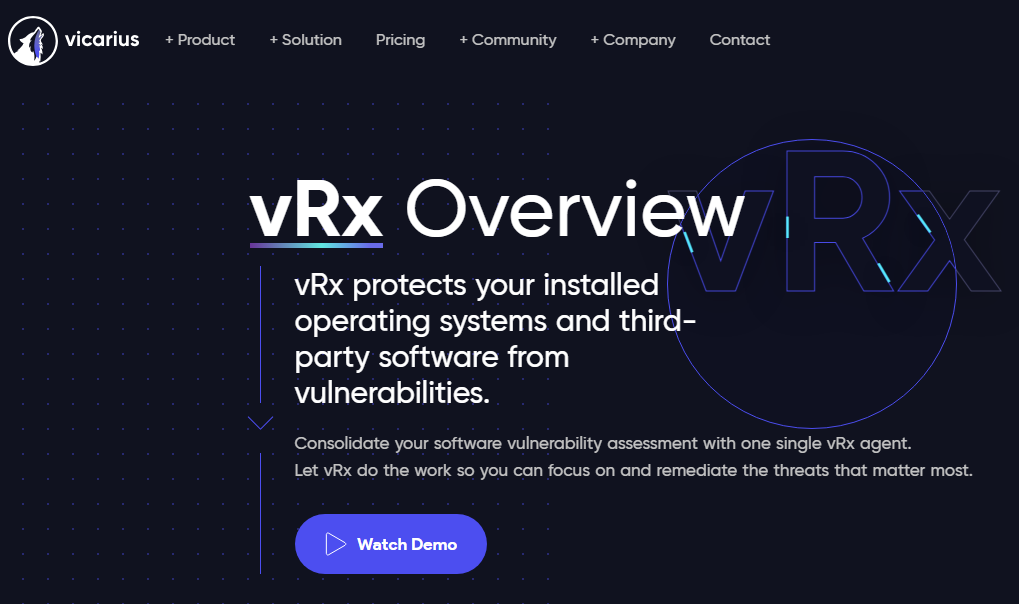 vicarius
+ Product
+ Solution
Pricing
+ Community
+ Company
Contact
vRx Overview
vRx
vRx protects your installed
operating systems and third-
party software from
vulnerabilities.
Consolidate your software vulnerability assessment with one single vRx agent.
Let vRx do the work so you can focus on and remediate the threats that matter most.
Watch Demo